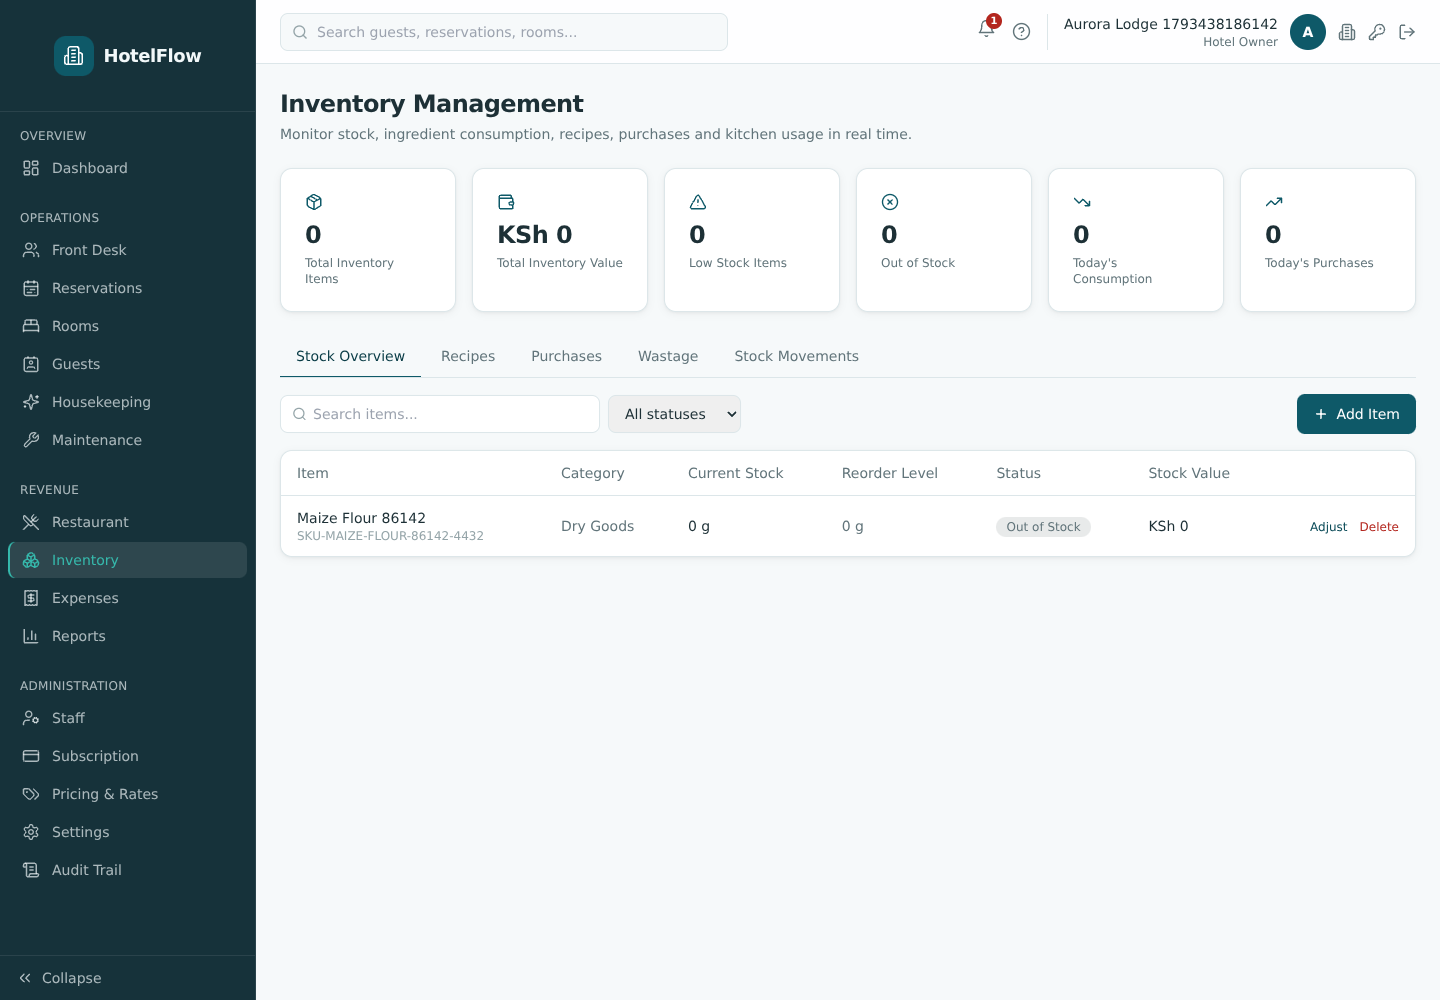 HotelFlow
OVERVIEW
Dashboard
OPERATIONS
Front Desk
Reservations
Rooms
Guests
Housekeeping
Maintenance
REVENUE
Restaurant
Inventory
Expenses
Reports
ADMINISTRATION
Staff
Subscription
Pricing & Rates
Settings
Audit Trail
Collapse
Search guests, reservations, rooms...
1
Aurora Lodge 1793438186142
Hotel Owner
A
Inventory Management
Monitor stock, ingredient consumption, recipes, purchases and kitchen usage in real time.
0
Total Inventory
Items
KSh 0
Total Inventory Value
0
Low Stock Items
0
Out of Stock
0
Today's
Consumption
0
Today's Purchases
Stock Overview Recipes Purchases Wastage Stock Movements
Search items... All statuses Add Item
Item Category Current Stock Reorder Level Status Stock Value
Maize Flour 86142 Dry Goods 0 g 0 g Out of Stock KSh 0 Adjust Delete
SKU-MAIZE-FLOUR-86142-4432